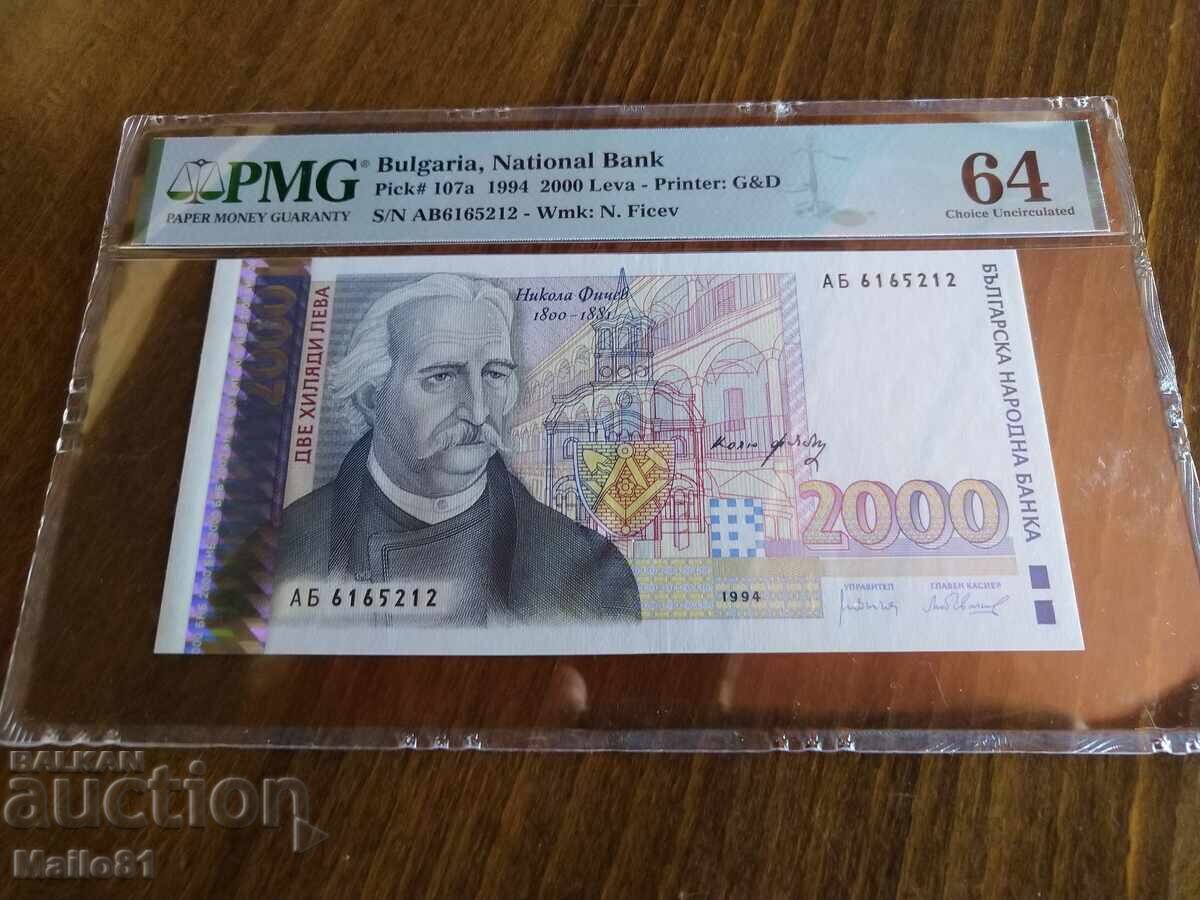 PMG®
PAPER MONEY GUARANTY
Bulgaria, National Bank
Pick# 107a 1994 2000 Leva - Printer: G&D
S/N AB6165212 - Wmk: N. Ficev
64
Choice Uncirculated
2000
ДВЕ ХИЛЯДИ ЛЕВА
Никола Фичев
1800-1881
АБ 6165212
БЪЛГАРСКА НАРОДНА БАНКА
2000
АБ 6165212
1994
УПРАВИТЕЛ
ГЛАВЕН КАСИЕР
BALKAN
auction
Mailo81